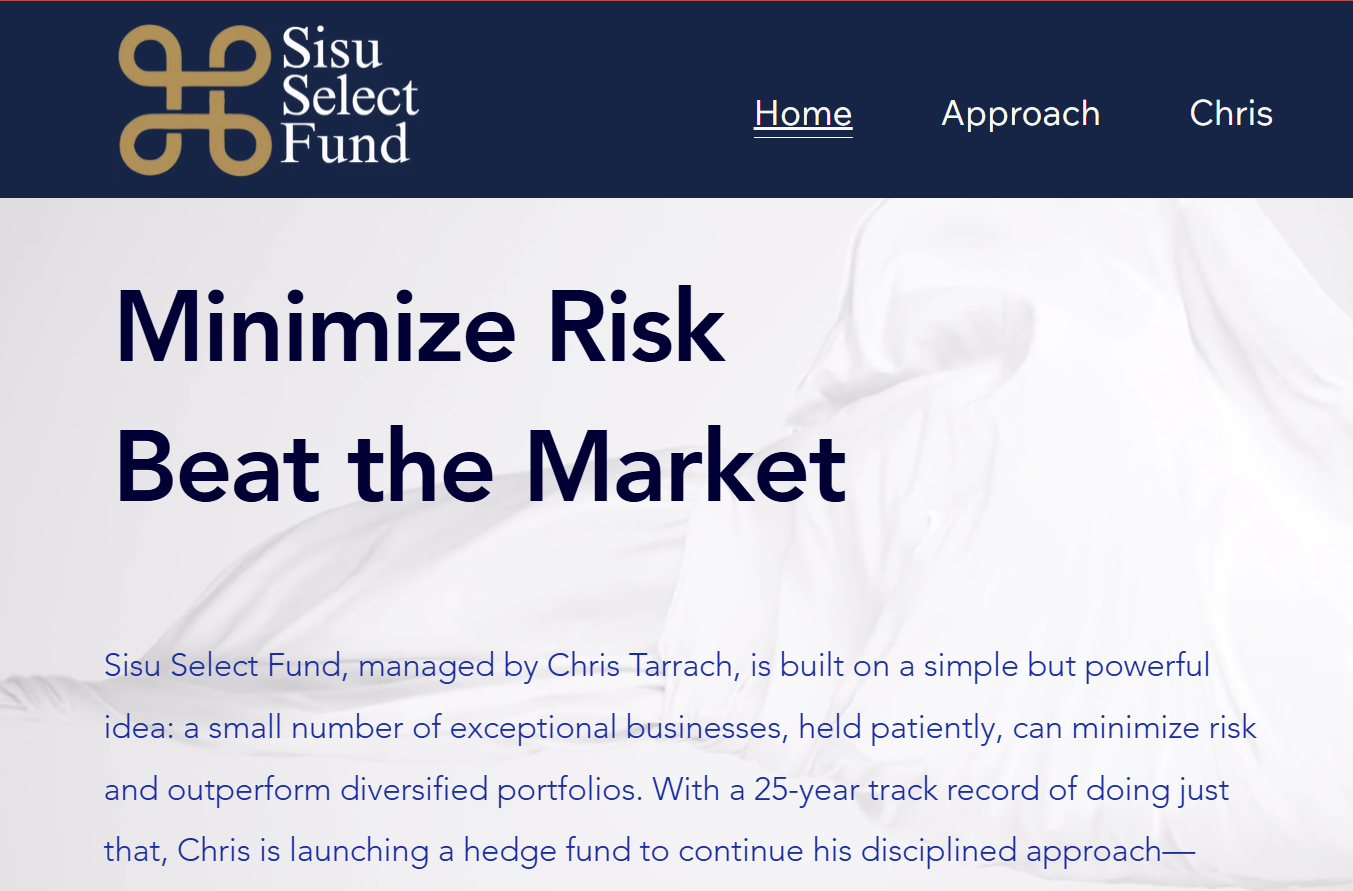 Sisu
Select
Fund
Home
Approach
Chris
Minimize Risk
Beat the Market
Sisu Select Fund, managed by Chris Tarrach, is built on a simple but powerful
idea: a small number of exceptional businesses, held patiently, can minimize risk
and outperform diversified portfolios. With a 25-year track record of doing just
that, Chris is launching a hedge fund to continue his disciplined approach—